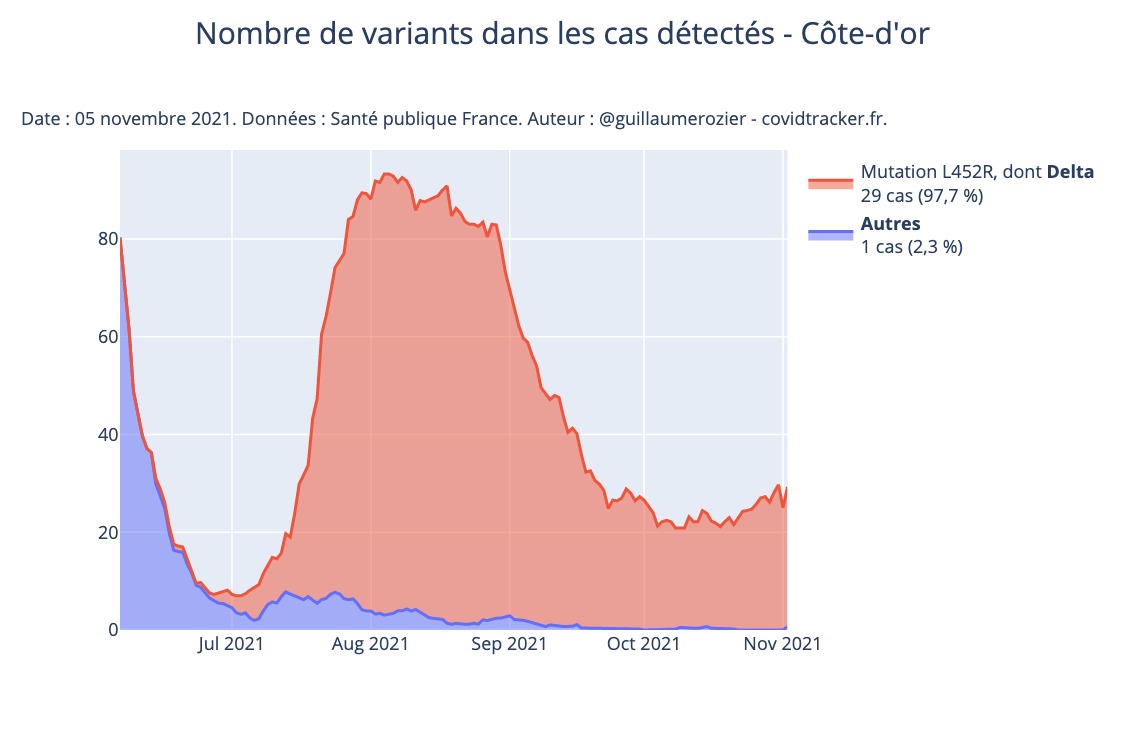 Nombre de variants dans les cas détectés - Côte-d'or
Date : 05 novembre 2021. Données : Santé publique France. Auteur : @guillaumerozier - covidtracker.fr.
Mutation L452R, dont Delta
29 cas (97,7 %)
Autres
1 cas (2,3 %)
80
60
40
20
0
Jul 2021
Aug 2021
Sep 2021
Oct 2021
Nov 2021